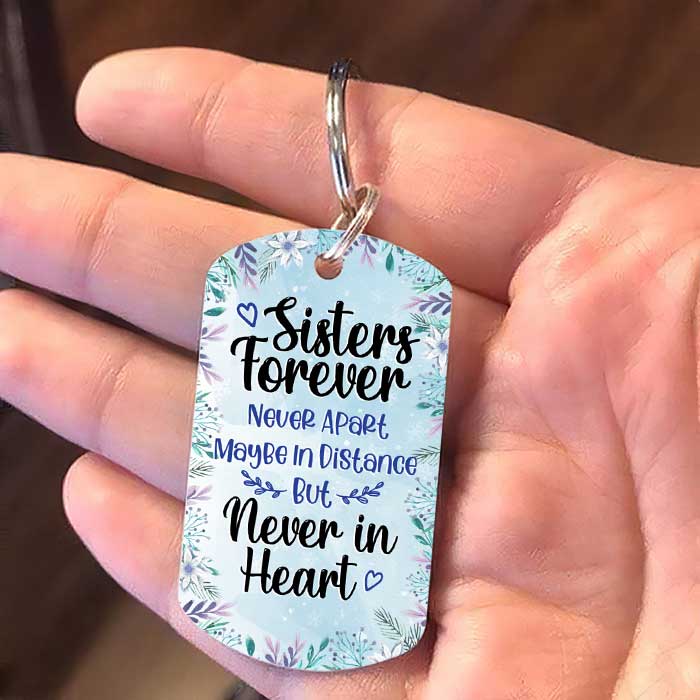 Sisters
Forever
Never Apart
Maybe In Distance
But
Never in
Heart